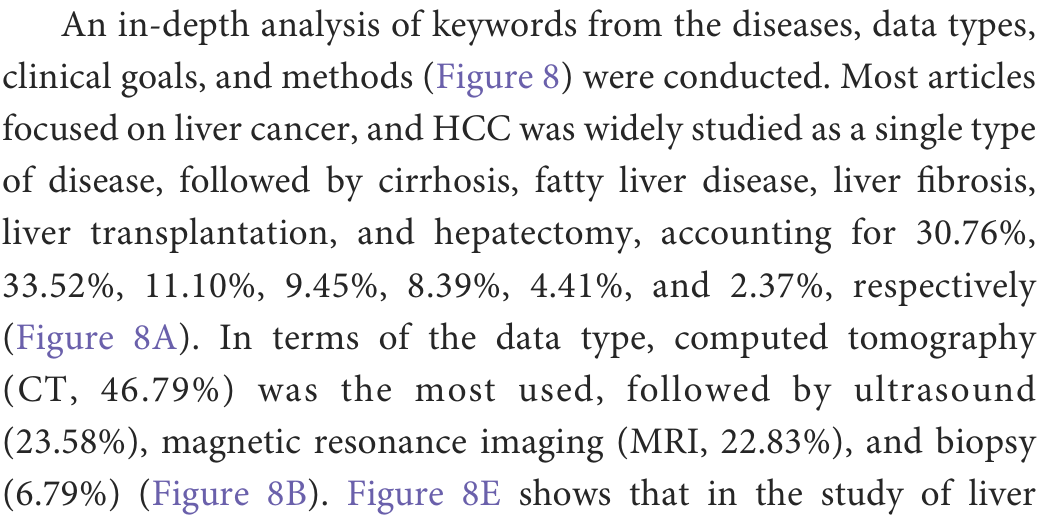 An in-depth analysis of keywords from the diseases, data types,
clinical goals, and methods (Figure 8) were conducted. Most articles
focused on liver cancer, and HCC was widely studied as a single type
of disease, followed by cirrhosis, fatty liver disease, liver fibrosis,
liver transplantation, and hepatectomy, accounting for 30.76%,
33.52%, 11.10%, 9.45%, 8.39%, 4.41%, and 2.37%, respectively
(Figure 8A). In terms of the data type, computed tomography
(CT, 46.79%) was the most used, followed by ultrasound
(23.58%), magnetic resonance imaging (MRI, 22.83%), and biopsy
(6.79%) (Figure 8B). Figure 8E shows that in the study of liver